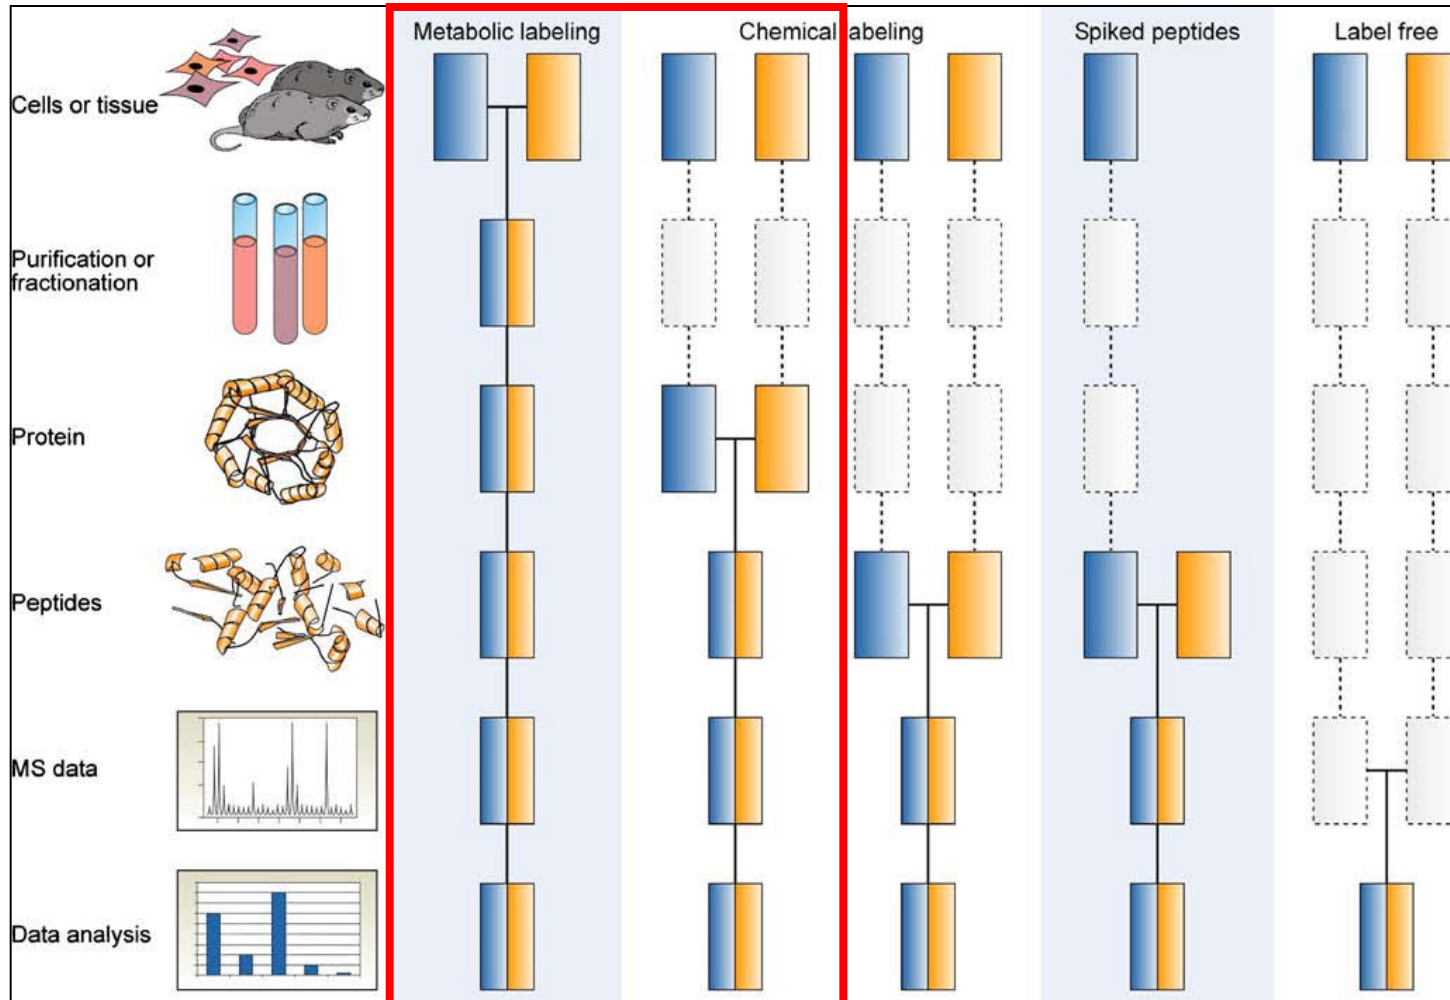 Metabolic labeling
Chemical labeling
Spiked peptides
Label free
Cells or tissue
Purification or
fractionation
Protein
Peptides
MS data
Data analysis